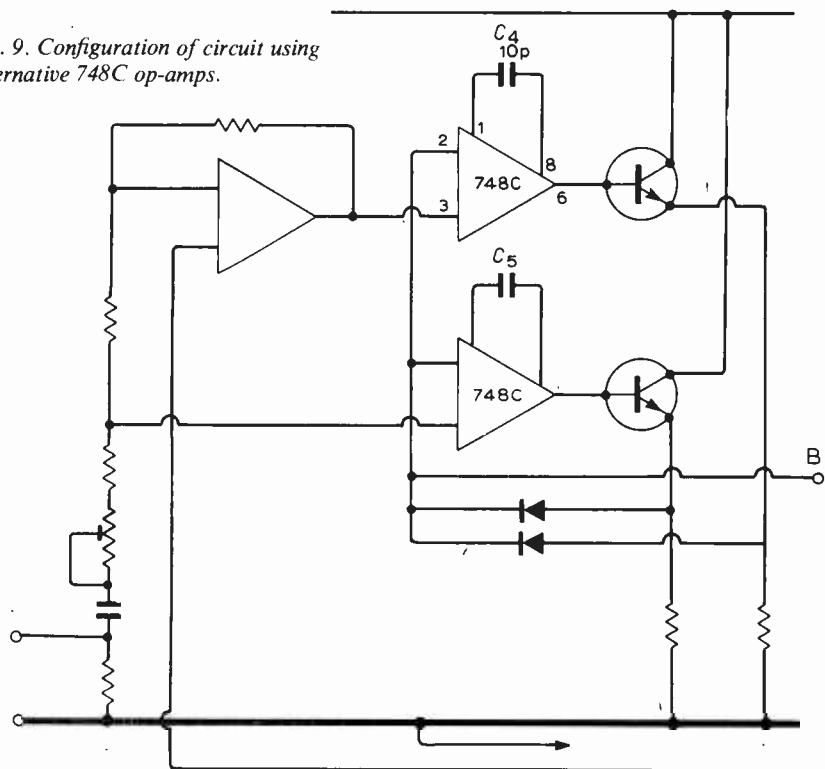 . 9. Configuration of circuit using
ernative 748C op-amps.
C4
10p
1
2
8
748C
3
6
C5
748C
B